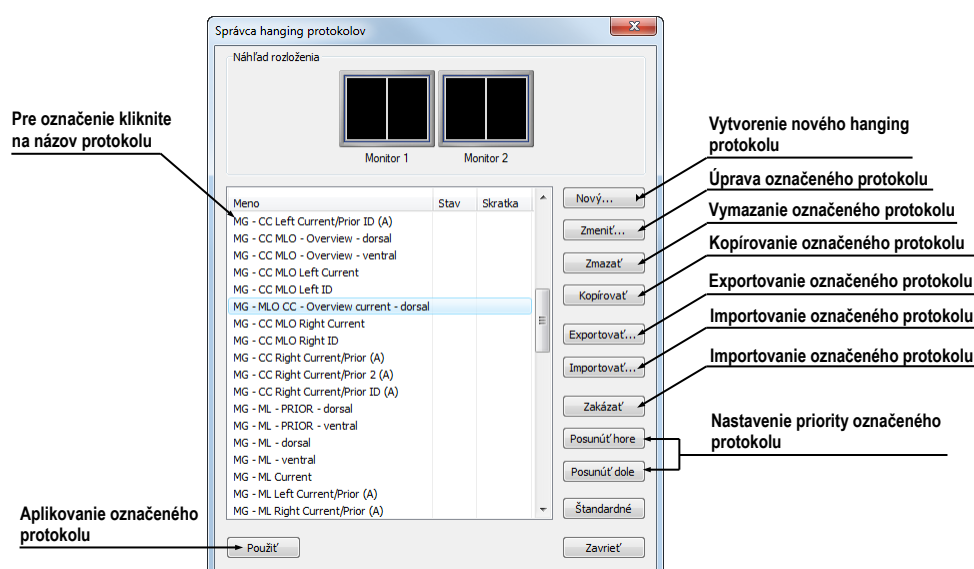 Správca hanging protokolov
Náhľad rozloženia
Monitor 1
Monitor 2
Pre označenie kliknite
na názov protokolu
Meno
Stav
Skratka
MG - CC Left Current/Prior ID (A)
MG - CC MLO - Overview - dorsal
MG - CC MLO - Overview - ventral
MG - CC MLO Left Current
MG - CC MLO Left ID
MG - MLO CC - Overview current - dorsal
MG - CC MLO Right Current
MG - CC MLO Right ID
MG - CC Right Current/Prior (A)
MG - CC Right Current/Prior 2 (A)
MG - CC Right Current/Prior ID (A)
MG - ML - PRIOR - dorsal
MG - ML - PRIOR - ventral
MG - ML - dorsal
MG - ML - ventral
MG - ML Current
MG - ML Left Current/Prior (A)
MG - ML Right Current/Prior (A)
Nový...
Zmeniť...
Zmazať
Kopírovať
Exportovať...
Importovať...
Zakázať
Posunúť hore
Posunúť dole
Štandardné
Použiť
Zavrieť
Vytvorenie nového hanging
protokolu
Úprava označeného protokolu
Vymazanie označeného protokolu
Kopírovanie označeného protokolu
Exportovanie označeného protokolu
Importovanie označeného protokolu
Importovanie označeného protokolu
Nastavenie priority označeného
protokolu
Aplikovanie označeného
protokolu